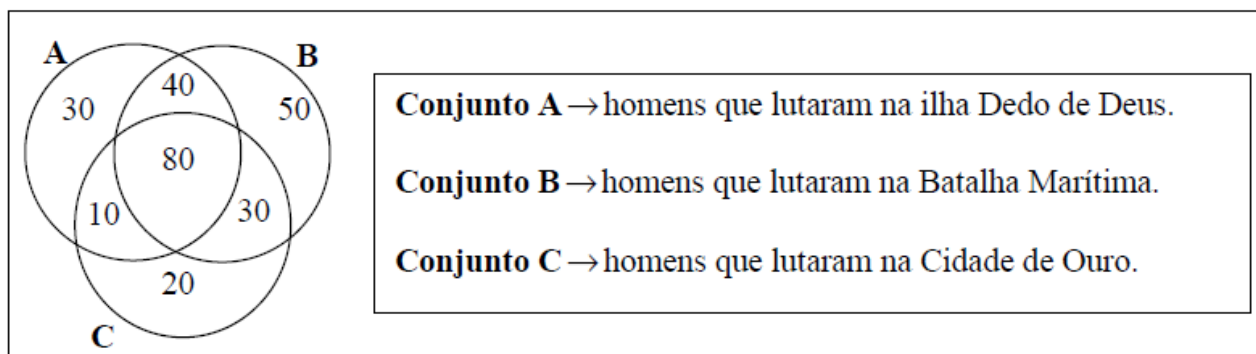 A
B
40
30
50
80
10
30
20
C
Conjunto A → homens que lutaram na ilha Dedo de Deus.
Conjunto B → homens que lutaram na Batalha Marítima.
Conjunto C → homens que lutaram na Cidade de Ouro.